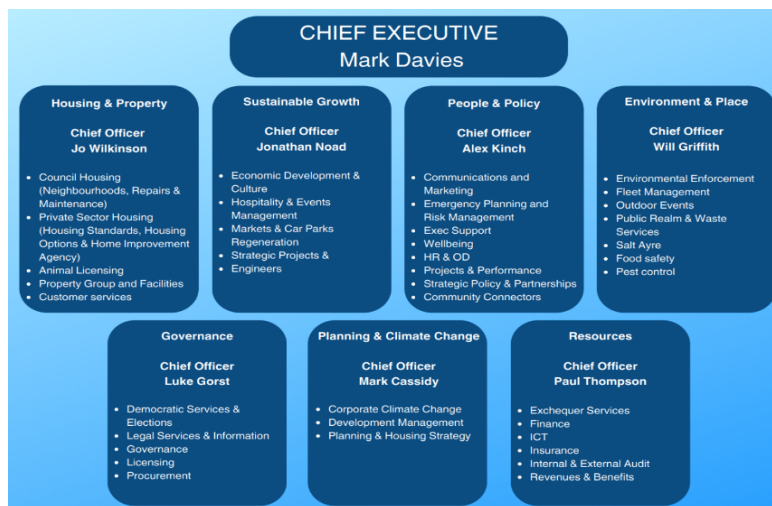 CHIEF EXECUTIVE
Mark Davies
Housing & Property
Chief Officer
Jo Wilkinson
• Council Housing
(Neighbourhoods, Repairs &
Maintenance)
• Private Sector Housing
(Housing Standards, Housing
Options & Home Improvement
Agency)
• Animal Licensing
• Property Group and Facilities
• Customer services
Sustainable Growth
Chief Officer
Jonathan Noad
• Economic Development &
Culture
• Hospitality & Events
Management
• Markets & Car Parks
Regeneration
• Strategic Projects &
• Engineers
People & Policy
Chief Officer
Alex Kinch
• Communications and
Marketing
• Emergency Planning and
Risk Management
• Exec Support
• Wellbeing
• HR & OD
• Projects & Performance
• Strategic Policy & Partnerships
• Community Connectors
Environment & Place
Chief Officer
Will Griffith
• Environmental Enforcement
• Fleet Management
• Outdoor Events
• Public Realm & Waste
Services
• Salt Ayre
• Food safety
• Pest control
Governance
Chief Officer
Luke Gorst
• Democratic Services &
Elections
• Legal Services & Information
• Governance
• Licensing
• Procurement
Planning & Climate Change
Chief Officer
Mark Cassidy
• Corporate Climate Change
• Development Management
• Planning & Housing Strategy
Resources
Chief Officer
Paul Thompson
• Exchequer Services
• Finance
• ICT
• Insurance
• Internal & External Audit
• Revenues & Benefits